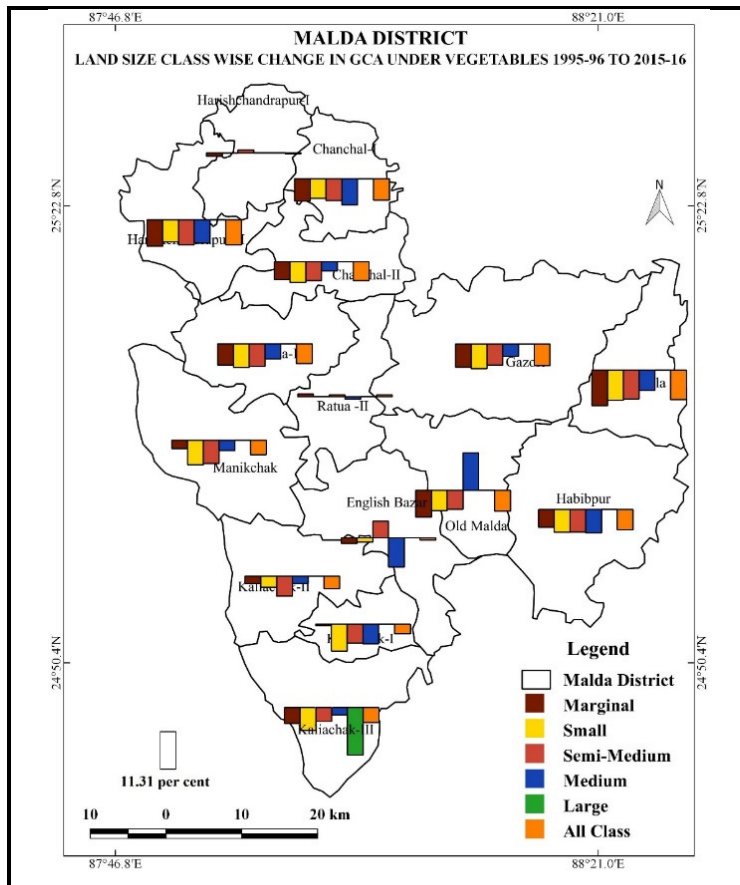 87°46.8'E 88°21.0'E
MALDA DISTRICT
LAND SIZE CLASS WISE CHANGE IN GCA UNDER VEGETABLES 1995-96 TO 2015-16
Harishchandrapur-I
Chanchal-I
N
25°22.8'N 25°22.8'N
Chanchal-II
Ratua -II
Manikchak
English Bazar
Old Malda
Habibpur
Kaliachak-III
24°50.4'N 24°50.4'N
Legend
Malda District
Marginal
Small
Semi-Medium
Medium
Large
All Class
11.31 per cent
10 0 10 20 km
87°46.8'E 88°21.0'E